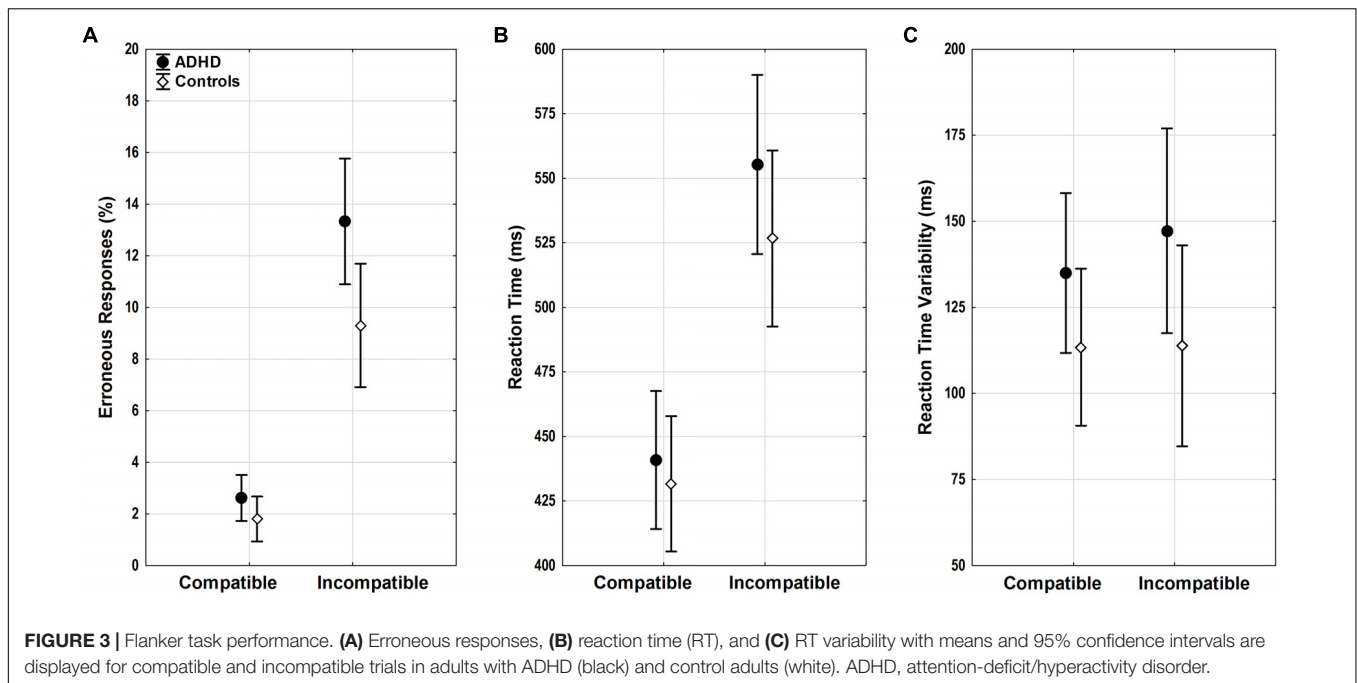 A
B
C
20
18
16
14
12
10
8
6
4
2
0
Erroneous Responses (%)
ADHD
Controls
Compatible Incompatible
600
575
550
525
500
475
450
425
400
Reaction Time (ms)
Compatible Incompatible
200
175
150
125
100
75
50
Reaction Time Variability (ms)
Compatible Incompatible
FIGURE 3 | Flanker task performance. (A) Erroneous responses, (B) reaction time (RT), and (C) RT variability with means and 95% confidence intervals are
displayed for compatible and incompatible trials in adults with ADHD (black) and control adults (white). ADHD, attention-deficit/hyperactivity disorder.